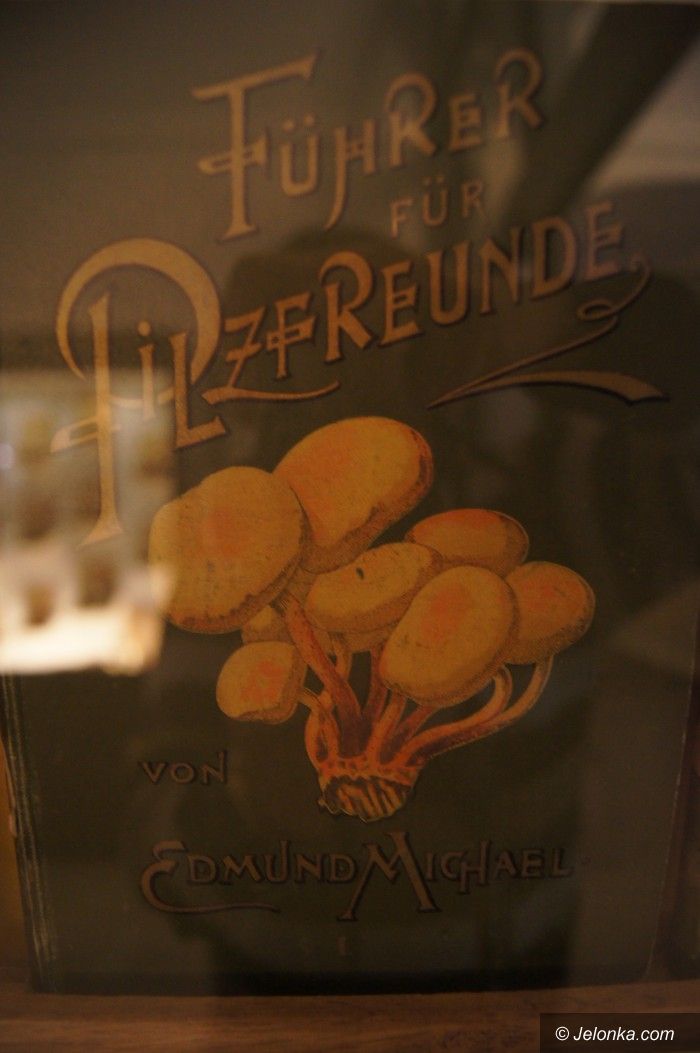 FÜHRER
FÜR
PILZFREUNDE
VON
EDMUND MICHAEL
© Jelonka.com